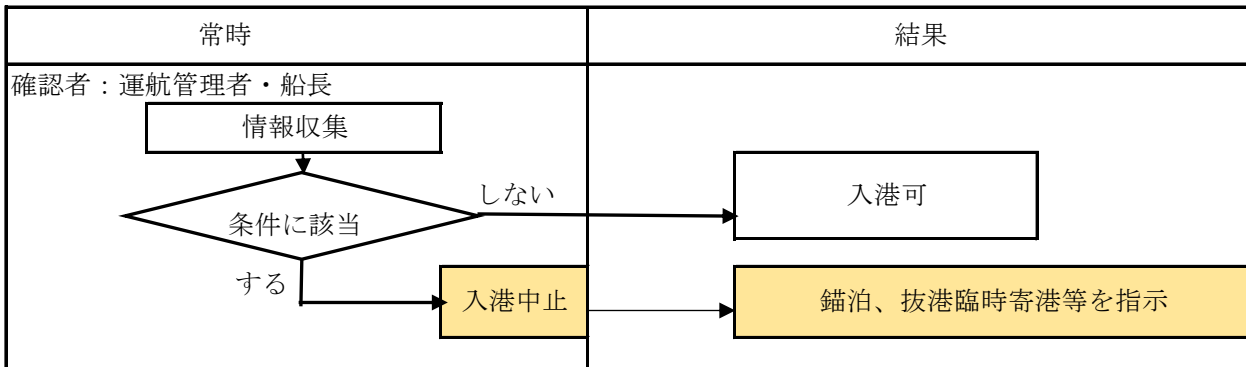 常時
結果
確認者：運航管理者・船長
情報収集
条件に該当
しない
入港可
する
入港中止
錨泊、抜港臨時寄港等を指示